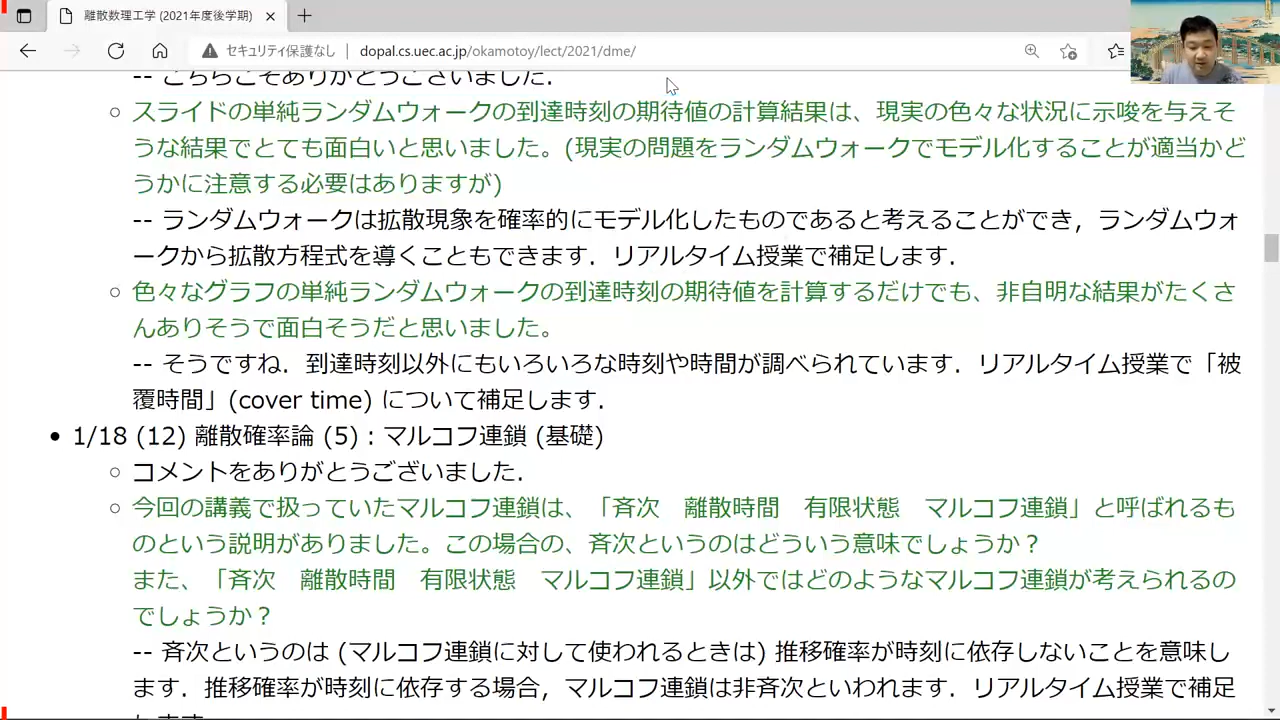 離散数理工学 (2021年度後学期)
セキュリティ保護なし dopal.cs.uec.ac.jp/okamotoy/lect/2021/dme/
-- こちらこそありがとうございました．
スライドの単純ランダムウォークの到達時刻の期待値の計算結果は、現実の色々な状況に示唆を与えそ
うな結果でとても面白いと思いました。(現実の問題をランダムウォークでモデル化することが適当かど
うかに注意する必要はありますが)
-- ランダムウォークは拡散現象を確率的にモデル化したものであると考えることができ，ランダムウォ
ークから拡散方程式を導くこともできます．リアルタイム授業で補足します．
色々なグラフの単純ランダムウォークの到達時刻の期待値を計算するだけでも、非自明な結果がたくさ
んありそうで面白そうだと思いました。
-- そうですね．到達時刻以外にもいろいろな時刻や時間が調べられています．リアルタイム授業で「被
覆時間」(cover time) について補足します．
1/18 (12) 離散確率論 (5) : マルコフ連鎖 (基礎)
コメントをありがとうございました．
今回の講義で扱っていたマルコフ連鎖は、「斉次　離散時間　有限状態　マルコフ連鎖」と呼ばれるも
のという説明がありました。この場合の、斉次というのはどういう意味でしょうか？
また、「斉次　離散時間　有限状態　マルコフ連鎖」以外ではどのようなマルコフ連鎖が考えられるの
でしょうか？
-- 斉次というのは (マルコフ連鎖に対して使われるときは) 推移確率が時刻に依存しないことを意味し
ます．推移確率が時刻に依存する場合，マルコフ連鎖は非斉次といわれます．リアルタイム授業で補足
します．